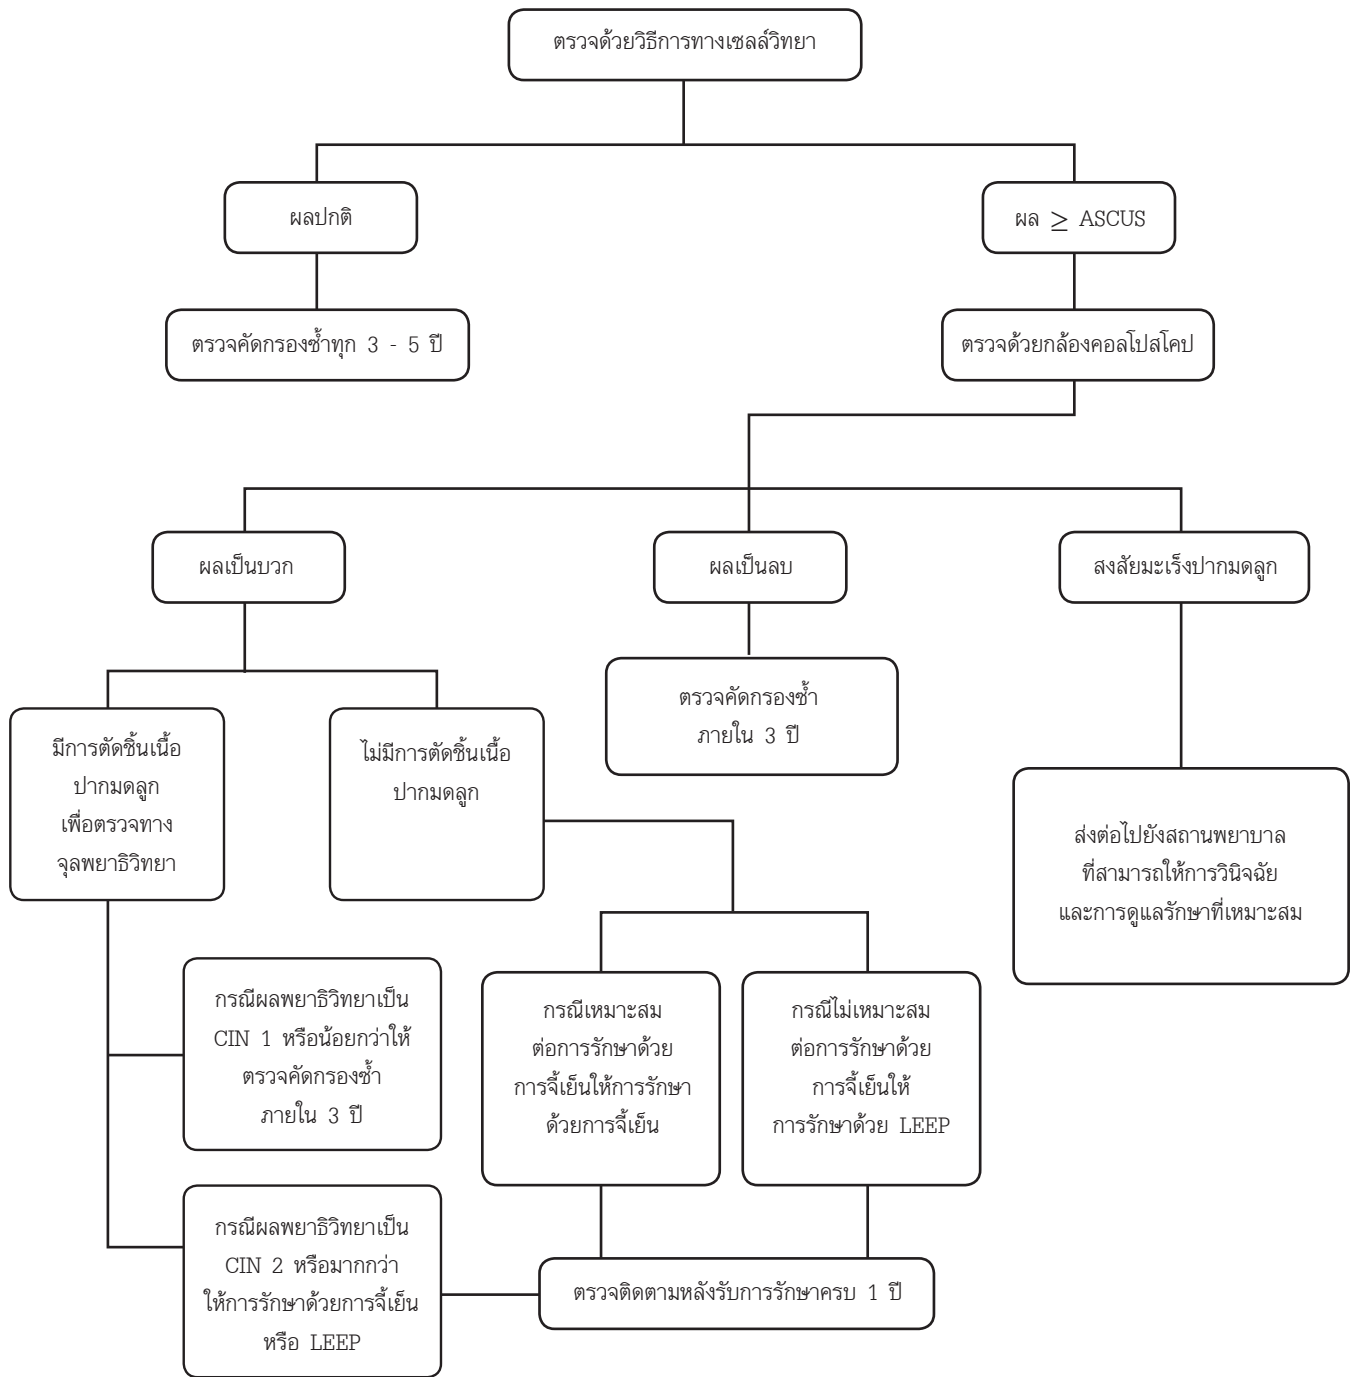 ตรวจด้วยวิธีการทางเซลล์วิทยา
ผลปกติ
ผล ≥ ASCUS
ตรวจคัดกรองซ้ำทุก 3 - 5 ปี
ตรวจด้วยกล้องคอลโปสโคป
ผลเป็นบวก
ผลเป็นลบ
สงสัยมะเร็งปากมดลูก
ตรวจคัดกรองซ้ำ
ภายใน 3 ปี
มีการตัดชิ้นเนื้อ
ปากมดลูก
เพื่อตรวจทาง
จุลพยาธิวิทยา
ไม่มีการตัดชิ้นเนื้อ
ปากมดลูก
ส่งต่อไปยังสถานพยาบาล
ที่สามารถให้การวินิจฉัย
และการดูแลรักษาที่เหมาะสม
กรณีผลพยาธิวิทยาเป็น
CIN 1 หรือน้อยกว่าให้
ตรวจคัดกรองซ้ำ
ภายใน 3 ปี
กรณีเหมาะสม
ต่อการรักษาด้วย
การจี้เย็นให้การรักษา
ด้วยการจี้เย็น
กรณีไม่เหมาะสม
ต่อการรักษาด้วย
การจี้เย็นให้
การรักษาด้วย LEEP
กรณีผลพยาธิวิทยาเป็น
CIN 2 หรือมากกว่า
ให้การรักษาด้วยการจี้เย็น
หรือ LEEP
ตรวจติดตามหลังรับการรักษาครบ 1 ปี